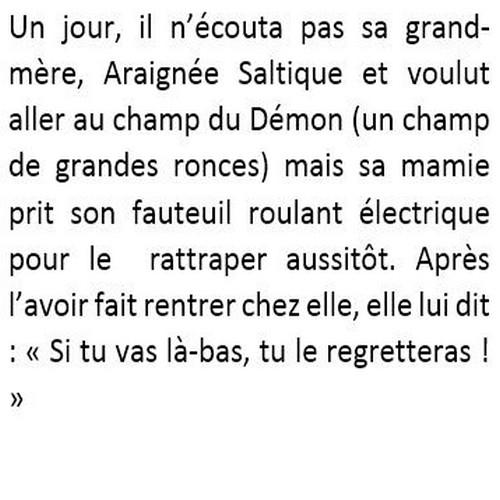 Un jour, il n’écouta pas sa grand-
mère, Araignée Saltique et voulut
aller au champ du Démon (un champ
de grandes ronces) mais sa mamie
prit son fauteuil roulant électrique
pour le  rattraper aussitôt. Après
l’avoir fait rentrer chez elle, elle lui dit
: « Si tu vas là-bas, tu le regretteras !
»